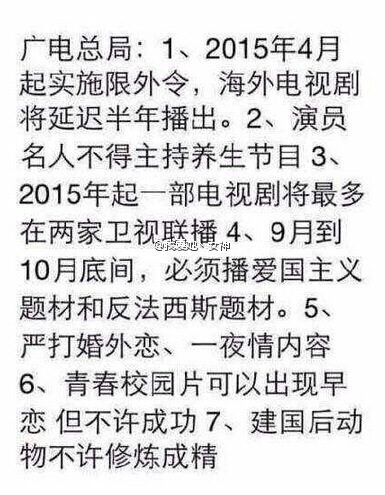 广电总局：1、2015年4月
起实施限外令，海外电视剧
将延迟半年播出。2、演员
名人不得主持养生节目 3、
2015年起一部电视剧将最多
在两家卫视联播 4、9月到
10月底间，必须播爱国主义
题材和反法西斯题材。5、
严打婚外恋、一夜情内容
6、青春校园片可以出现早
恋 但不许成功 7、建国后动
物不许修炼成精